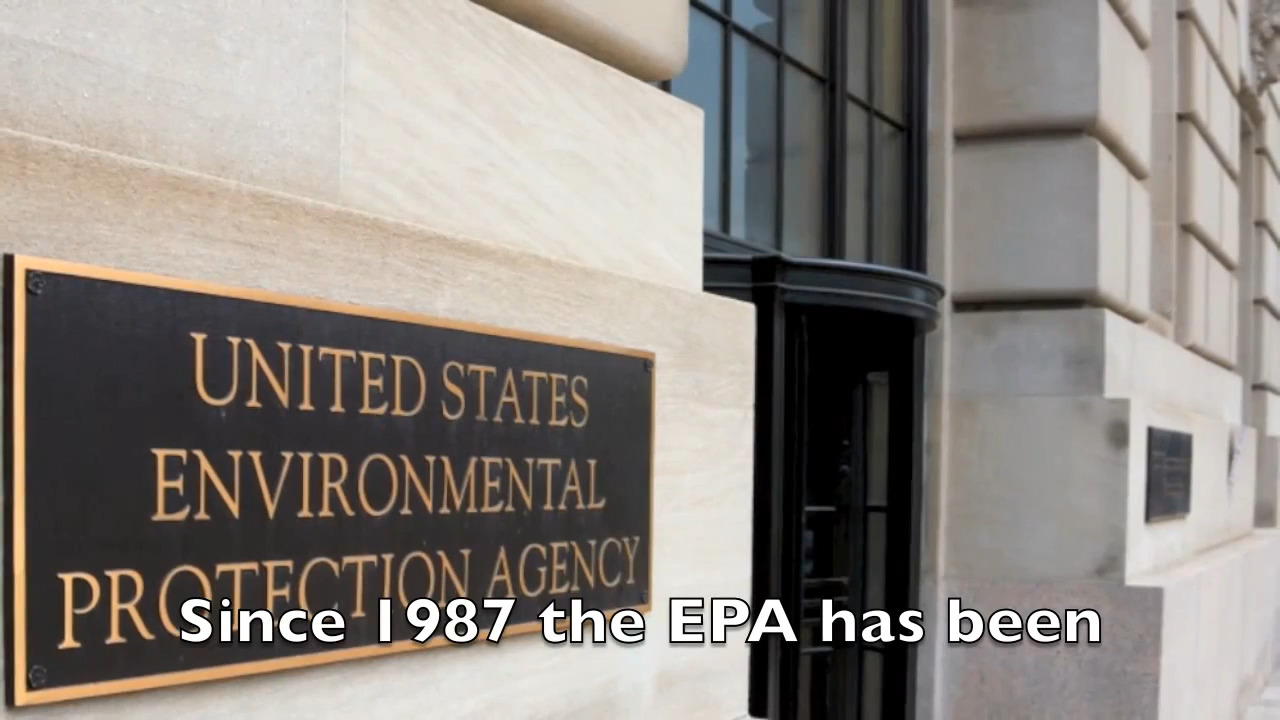 UNITED STATES
ENVIRONMENTAL
PROTECTION AGENCY
Since 1987 the EPA has been